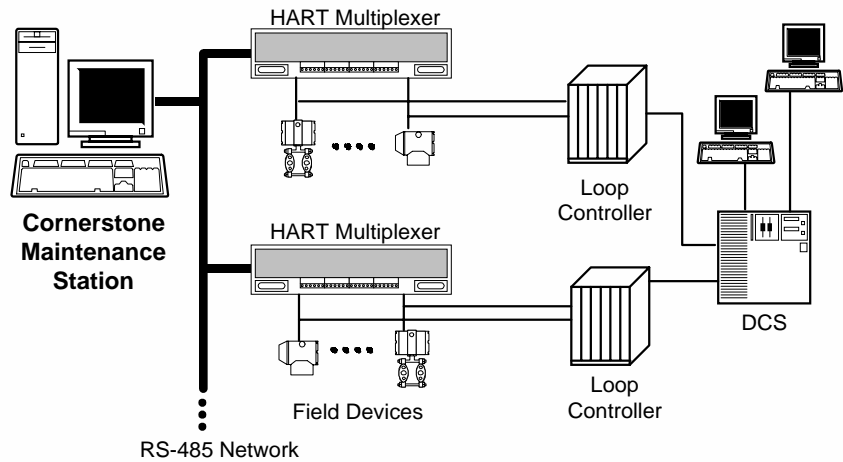 HART Multiplexer
Cornerstone
Maintenance
Station
Loop
Controller
HART Multiplexer
DCS
Loop
Controller
Field Devices
RS-485 Network